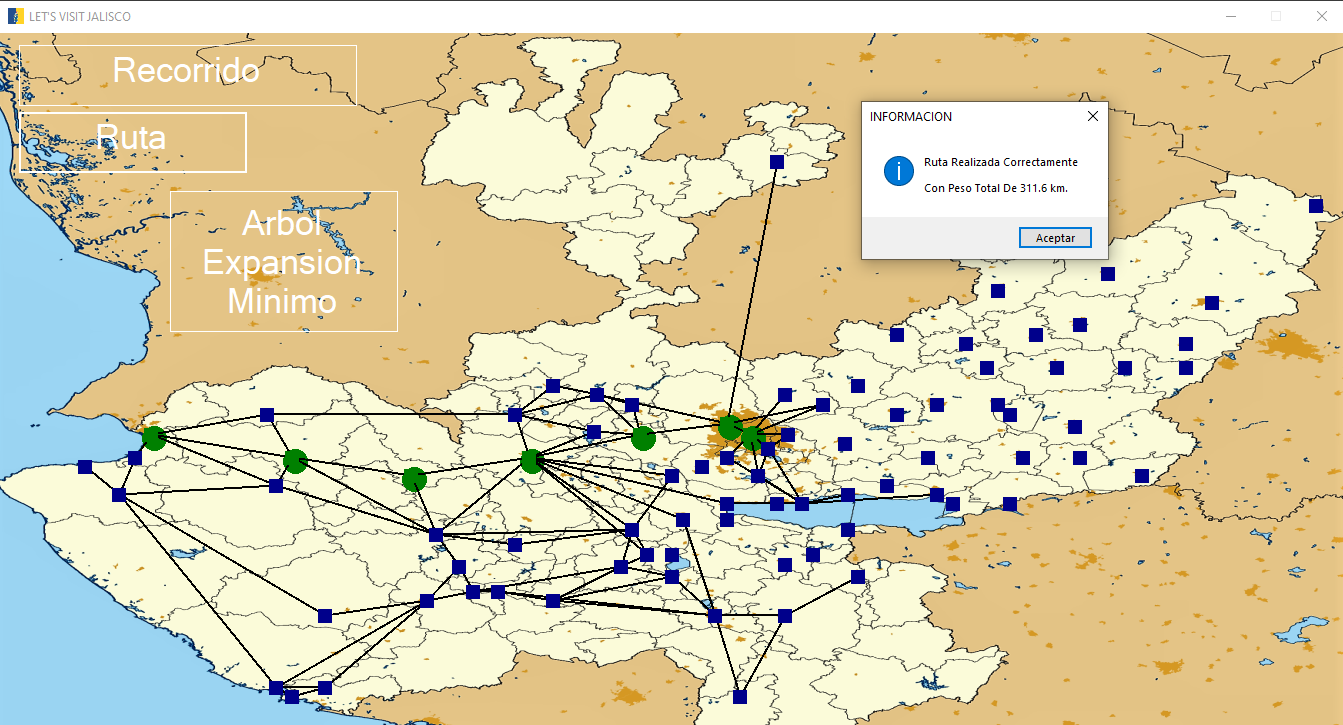 LET'S VISIT JALISCO
Recorrido
Ruta
Arbol
Expansion
Minimo
INFORMACION
Ruta Realizada Correctamente
Con Peso Total De 311.6 km.
Aceptar